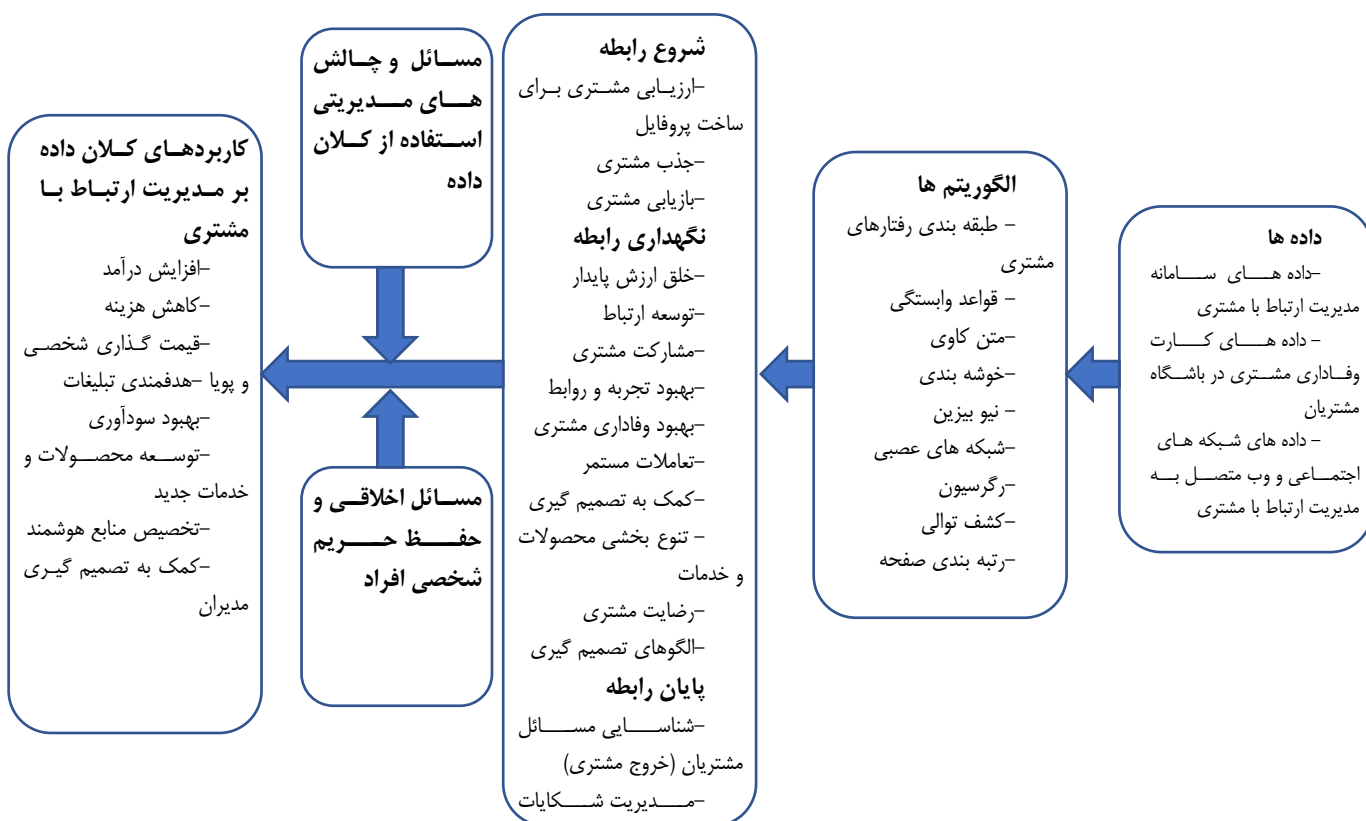 داده ها
-داده های سامانه
مدیریت ارتباط با مشتری
- داده های کارت
وفاداری مشتری در باشگاه
مشتریان
- داده های شبکه های
اجتماعی و وب متصل به
مدیریت ارتباط با مشتری
الگوریتم ها
- طبقه بندی رفتارهای
مشتری
- قواعد وابستگی
-متن کاوی
-خوشه بندی
- نیو بیزین
-شبکه های عصبی
-رگرسیون
-کشف توالی
-رتبه بندی صفحه
شروع رابطه
-ارزیابی مشتری برای
ساخت پروفایل
-جذب مشتری
-بازیابی مشتری
نگهداری رابطه
-خلق ارزش پایدار
-توسعه ارتباط
-مشارکت مشتری
-بهبود تجربه و روابط
-بهبود وفاداری مشتری
-تعاملات مستمر
-کمک به تصمیم گیری
- تنوع بخشی محصولات
و خدمات
-رضایت مشتری
-الگوهای تصمیم گیری
پایان رابطه
-شناسایی مسائل
مشتریان (خروج مشتری)
-مدیریت شکایات
مسائل و چالش
های مدیریتی
استفاده از کلان
داده
مسائل اخلاقی و
حفظ حریم
شخصی افراد
کاربردهای کلان داده
بر مدیریت ارتباط با
مشتری
-افزایش درآمد
-کاهش هزینه
-قیمت گذاری شخصی
و پویا -هدفمندی تبلیغات
-بهبود سودآوری
-توسعه محصولات و
خدمات جدید
-تخصیص منابع هوشمند
-کمک به تصمیم گیری
مدیران